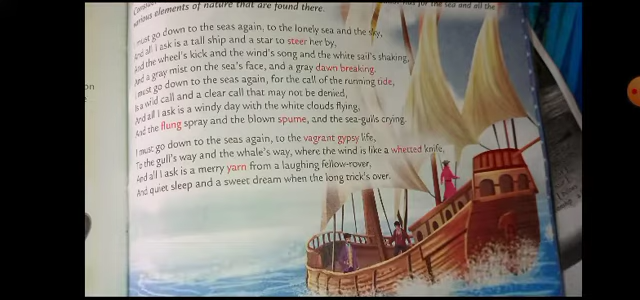 various elements of nature that are found there.
for the sea and all the
I must go down to the seas again, to the lonely sea and the sky,
And all I ask is a tall ship and a star to steer her by,
And the wheel's kick and the wind's song and the white sail's shaking,
And a gray mist on the sea's face, and a gray dawn breaking.
I must go down to the seas again, for the call of the running tide,
Is a wild call and a clear call that may not be denied,
And all I ask is a windy day with the white clouds flying,
And the flung spray and the blown spume, and the sea-gulls crying.
I must go down to the seas again, to the vagrant gypsy life,
To the gull's way and the whale's way, where the wind is like a whetted knife,
And all I ask is a merry yarn from a laughing fellow-rover,
And quiet sleep and a sweet dream when the long trick's over.